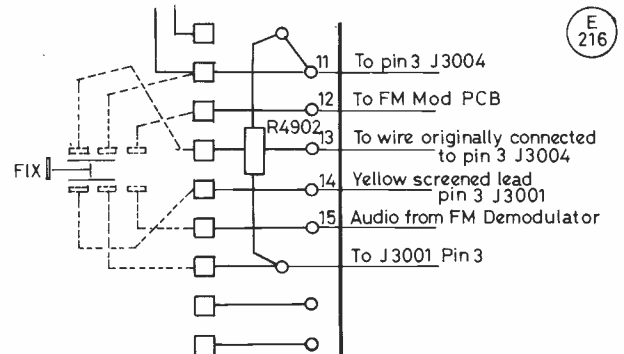 E
216
11 To pin 3 J3004
12 To FM Mod PCB
R4902
13 To wire originally connected
to pin 3 J3004
FIX
14 Yellow screened lead
pin 3 J3001
15 Audio from FM Demodulator
To J3001 Pin 3